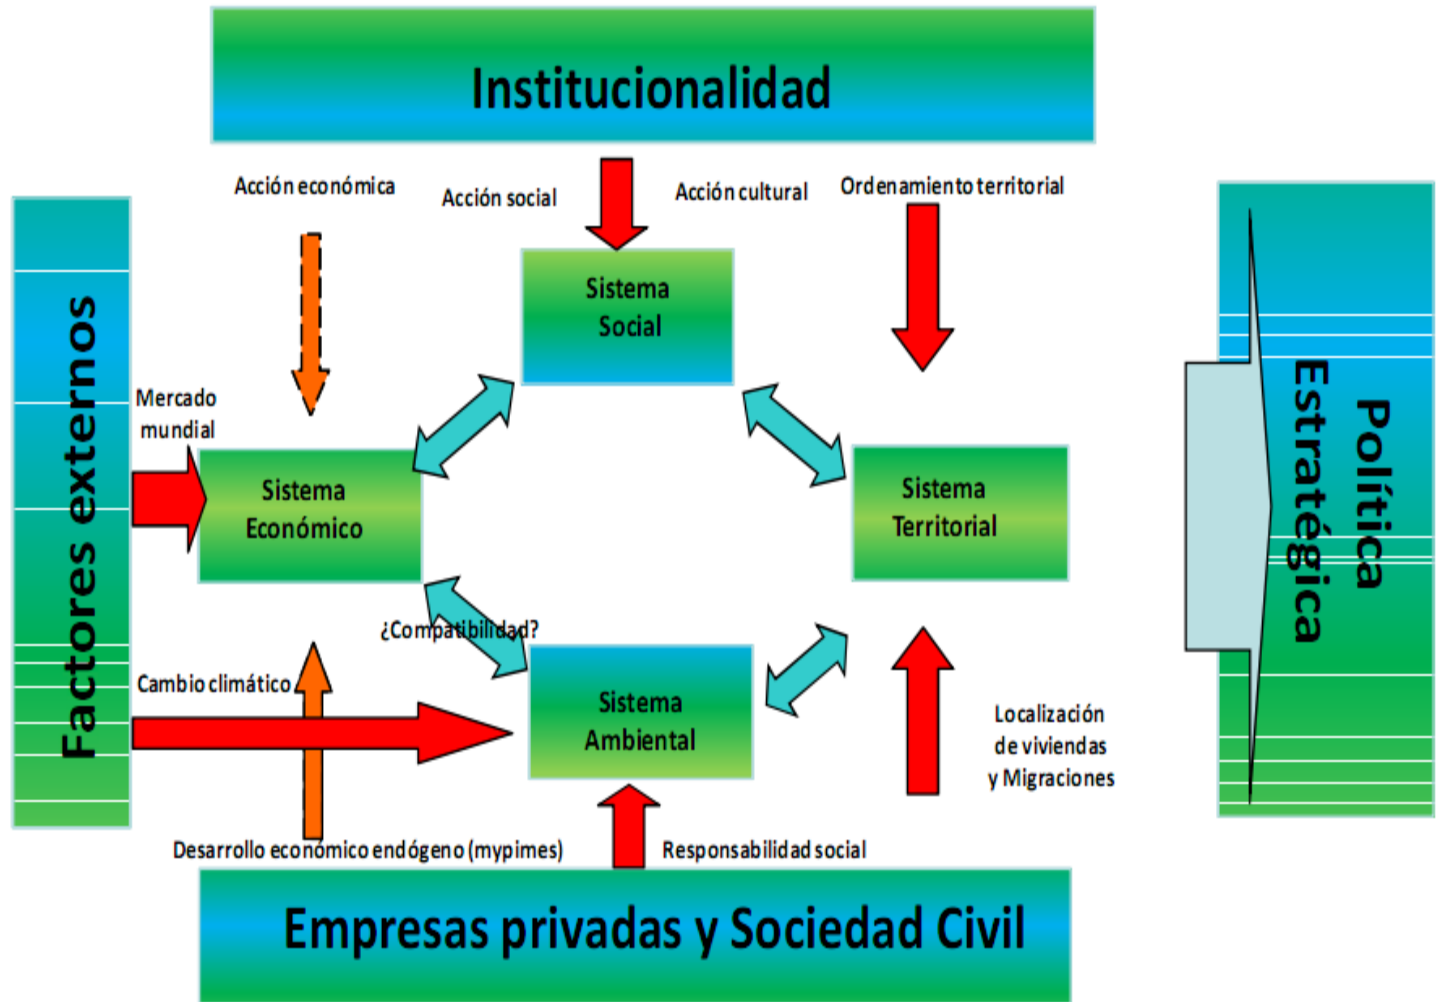 Institucionalidad
Acción económica
Acción social
Acción cultural
Ordenamiento territorial
Sistema
Social
Factores externos
Mercado
mundial
Sistema
Económico
Sistema
Territorial
Política
Estratégica
¿Compatibilidad?
Cambio climático
Sistema
Ambiental
Localización
de viviendas
y Migraciones
Desarrollo económico endógeno (mypimes)
Responsabilidad social
Empresas privadas y Sociedad Civil